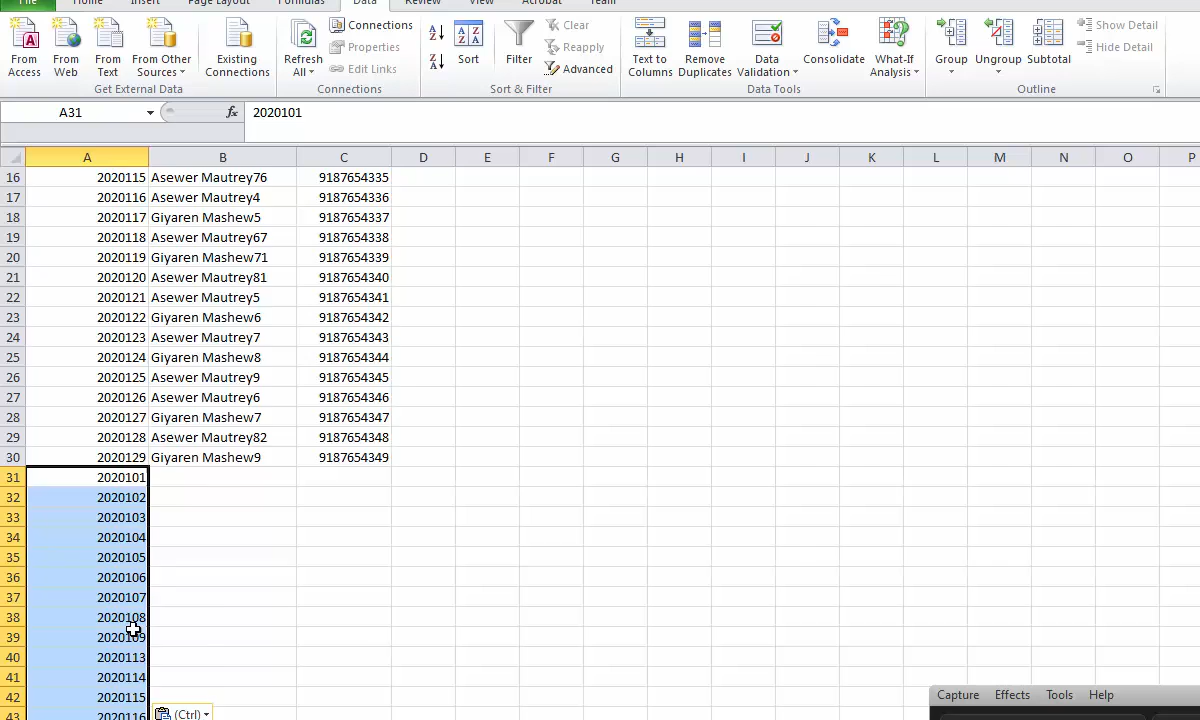 File Home Insert Page Layout Formulas Data Review View Acrobat Team
From Access From Web From Text From Other Sources Existing Connections Refresh All Connections Properties Edit Links Sort Filter Clear Reapply Advanced Text to Columns Remove Duplicates Data Validation Consolidate What-If Analysis Group Ungroup Subtotal Show Detail Hide Detail
Get External Data Connections Sort & Filter Data Tools Outline
A31 fx 2020101
A B C D E F G H I J K L M N O P
16 2020115 Asewer Mautrey76 9187654335
17 2020116 Asewer Mautrey4 9187654336
18 2020117 Giyaren Mashew5 9187654337
19 2020118 Asewer Mautrey67 9187654338
20 2020119 Giyaren Mashew71 9187654339
21 2020120 Asewer Mautrey81 9187654340
22 2020121 Asewer Mautrey5 9187654341
23 2020122 Giyaren Mashew6 9187654342
24 2020123 Asewer Mautrey7 9187654343
25 2020124 Giyaren Mashew8 9187654344
26 2020125 Asewer Mautrey9 9187654345
27 2020126 Asewer Mautrey6 9187654346
28 2020127 Giyaren Mashew7 9187654347
29 2020128 Asewer Mautrey82 9187654348
30 2020129 Giyaren Mashew9 9187654349
31 2020101
32 2020102
33 2020103
34 2020104
35 2020105
36 2020106
37 2020107
38 2020108
39 2020109
40 2020113
41 2020114
42 2020115
43 2020116
(Ctrl)
Capture Effects Tools Help